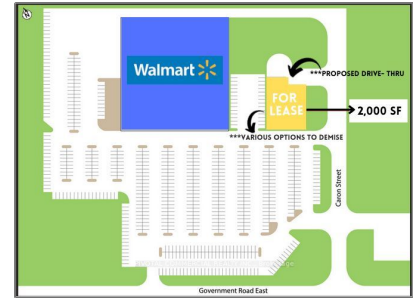 Walmart
***PROPOSED DRIVE- THRU
FOR
LEASE
2,000 SF
***VARIOUS OPTIONS TO DEMISE
Caron Street
Government Road East